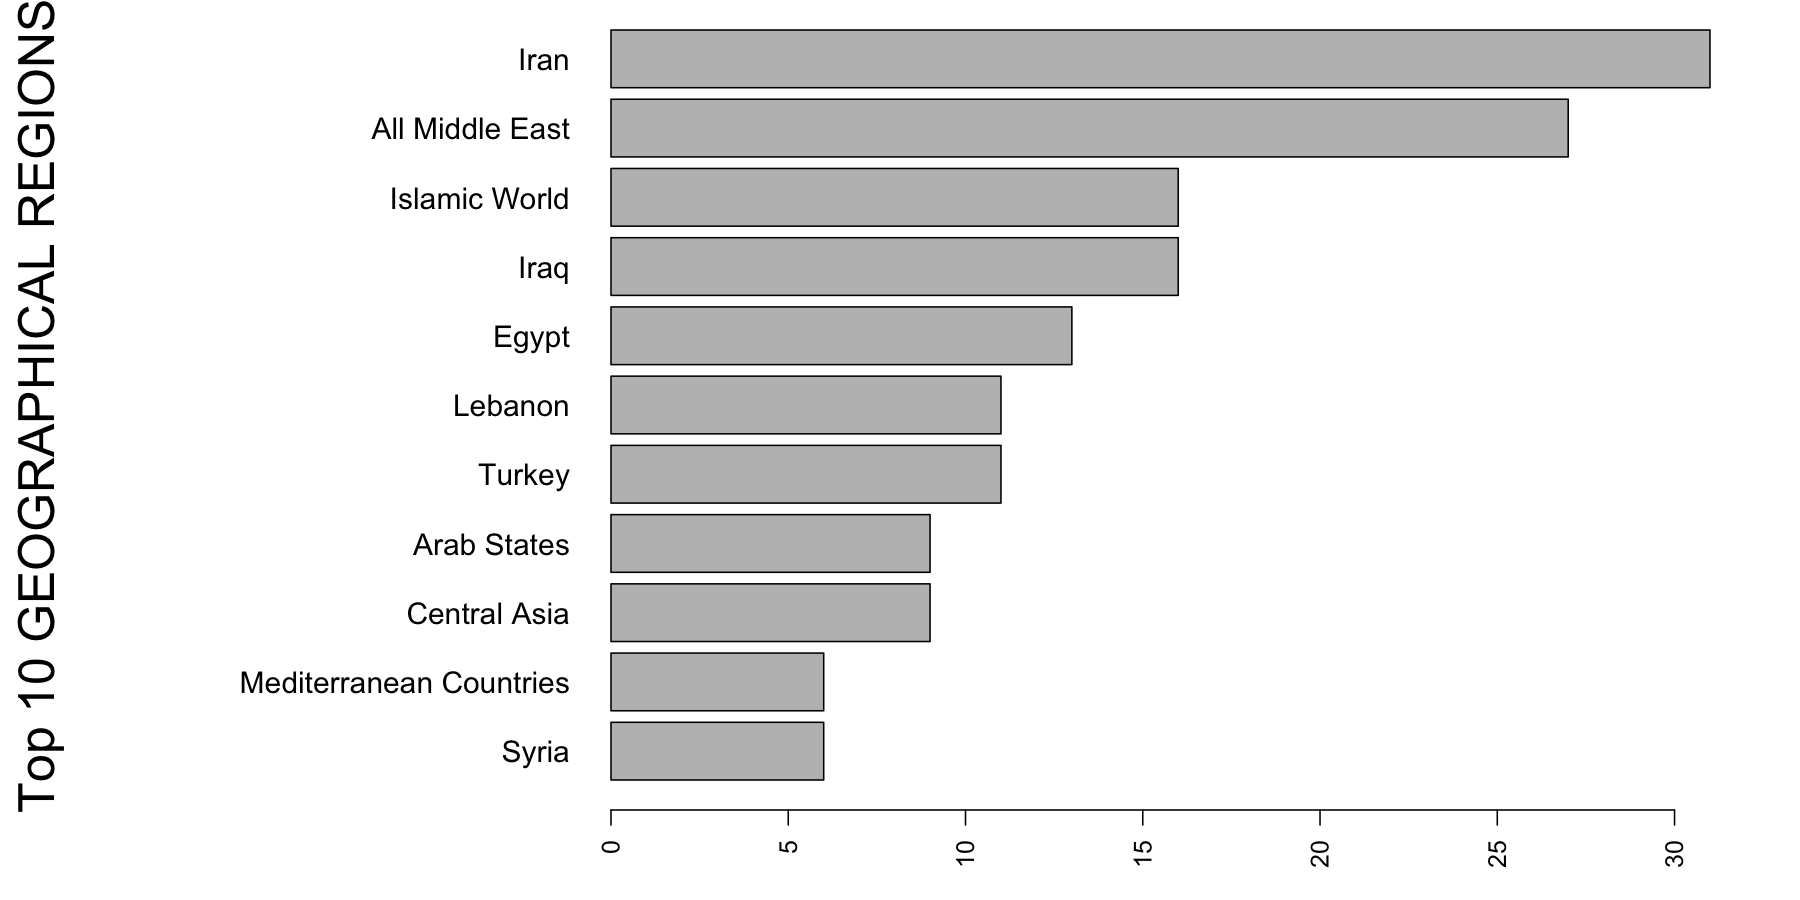 Top 10 GEOGRAPHICAL REGIONS
Iran
All Middle East
Islamic World
Iraq
Egypt
Lebanon
Turkey
Arab States
Central Asia
Mediterranean Countries
Syria
0 5 10 15 20 25 30